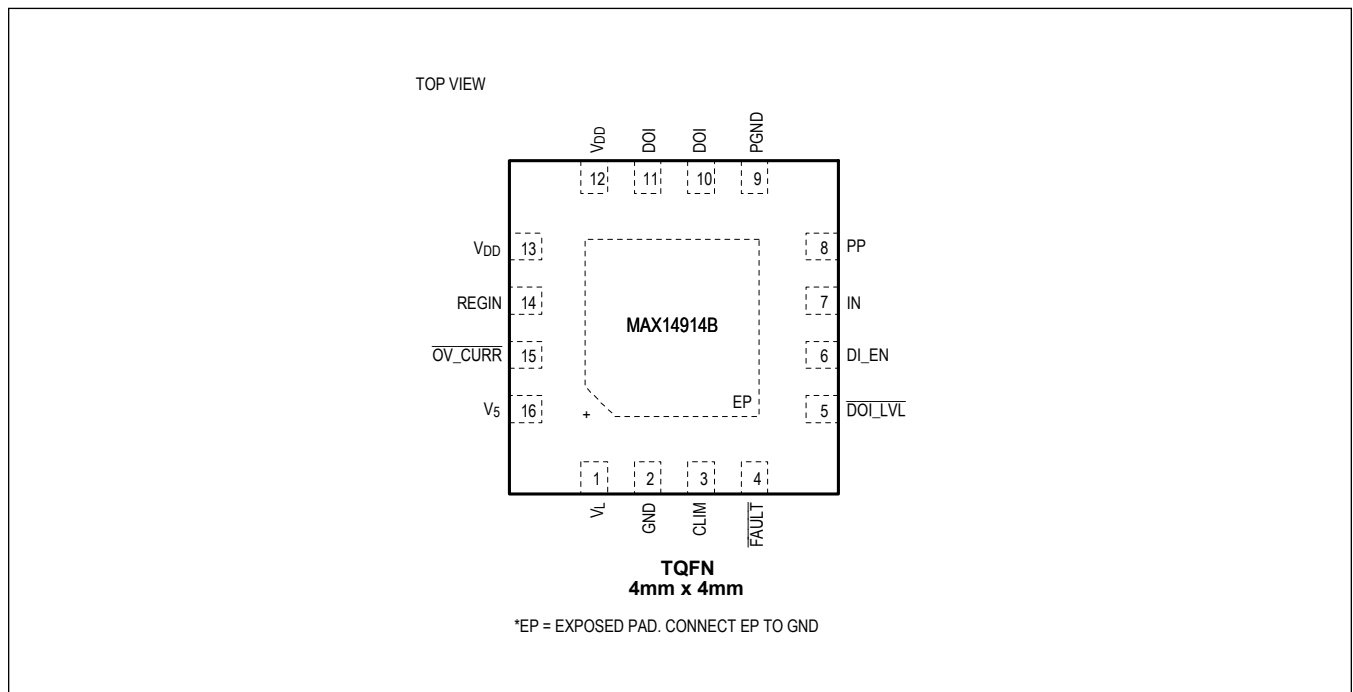 TOP VIEW
VDD
DOI
DOI
PGND
12
11
10
9
VDD 13
8 PP
REGIN 14
7 IN
MAX14914B
OV_CURR 15
6 DI_EN
EP
V5 16
5 DOI_LVL
+
1
2
3
4
VL
GND
CLIM
FAULT
TQFN
4mm x 4mm
*EP = EXPOSED PAD. CONNECT EP TO GND